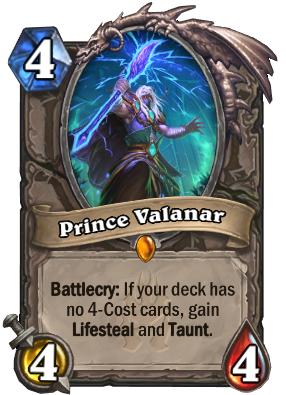 4
Prince Valanar
Battlecry: If your deck has
no 4-Cost cards, gain
Lifesteal and Taunt.
4
4